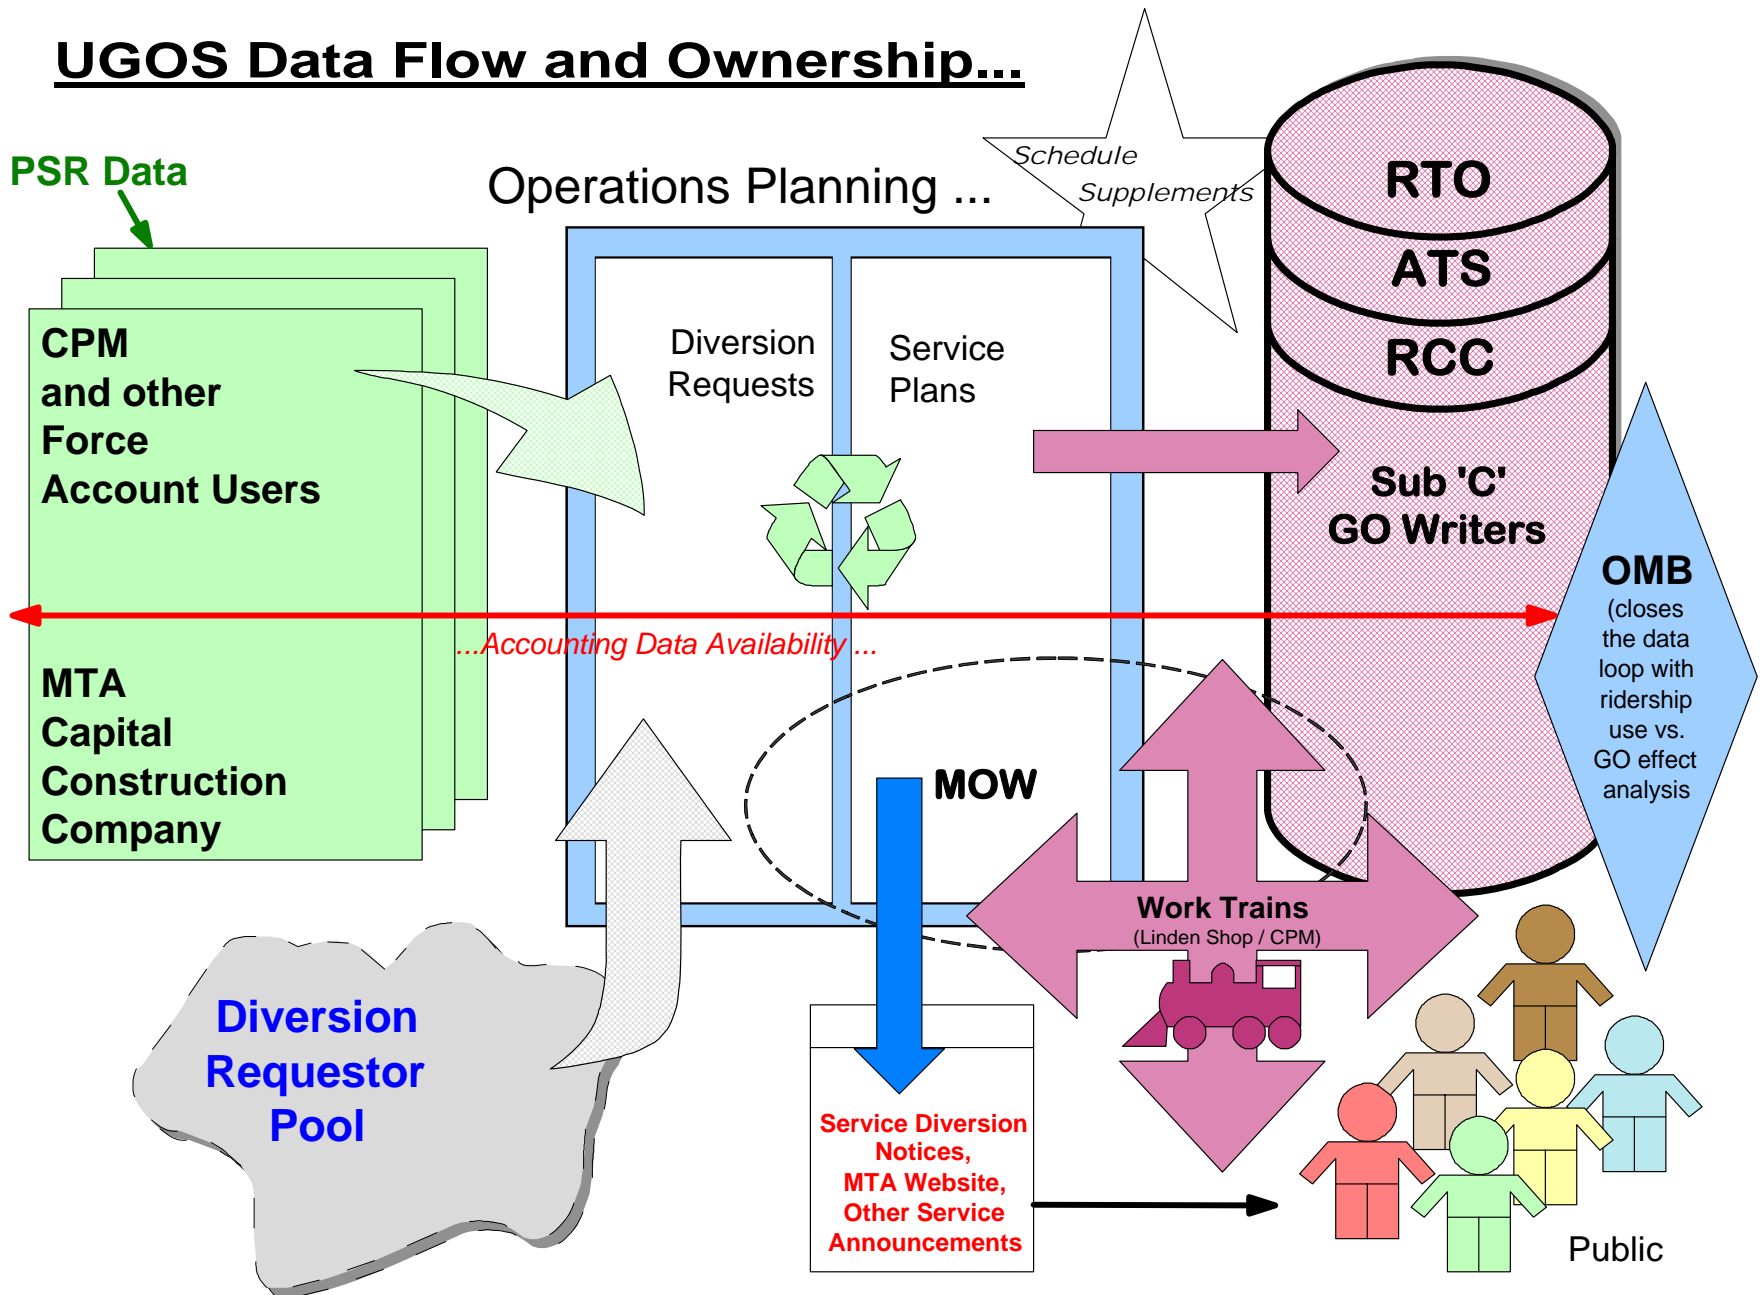 UGOS Data Flow and Ownership...
PSR Data
Operations Planning ...
Schedule
Supplements
CPM
and other
Force
Account Users
MTA
Capital
Construction
Company
Diversion
Requests
Service
Plans
RTO
ATS
RCC
Sub 'C'
GO Writers
OMB
(closes
the data
loop with
ridership
use vs.
GO effect
analysis
...Accounting Data Availability ...
MOW
Work Trains
(Linden Shop / CPM)
Diversion
Requestor
Pool
Service Diversion
Notices,
MTA Website,
Other Service
Announcements
Public